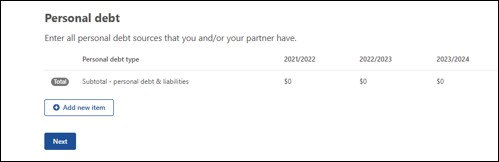 Personal debt
Enter all personal debt sources that you and/or your partner have.
Personal debt type 2021/2022 2022/2023 2023/2024
Total Subtotal - personal debt & liabilities $0 $0 $0
Add new item
Next